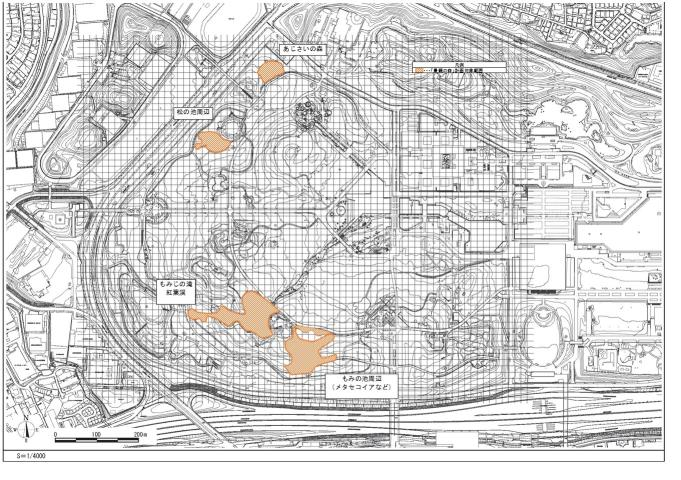 あじさいの森
凡例
松の池周辺
もみじの滝
紅葉渓
もみの池周辺
（メタセコイアなど）
N
0 100 200m
S=1/4000